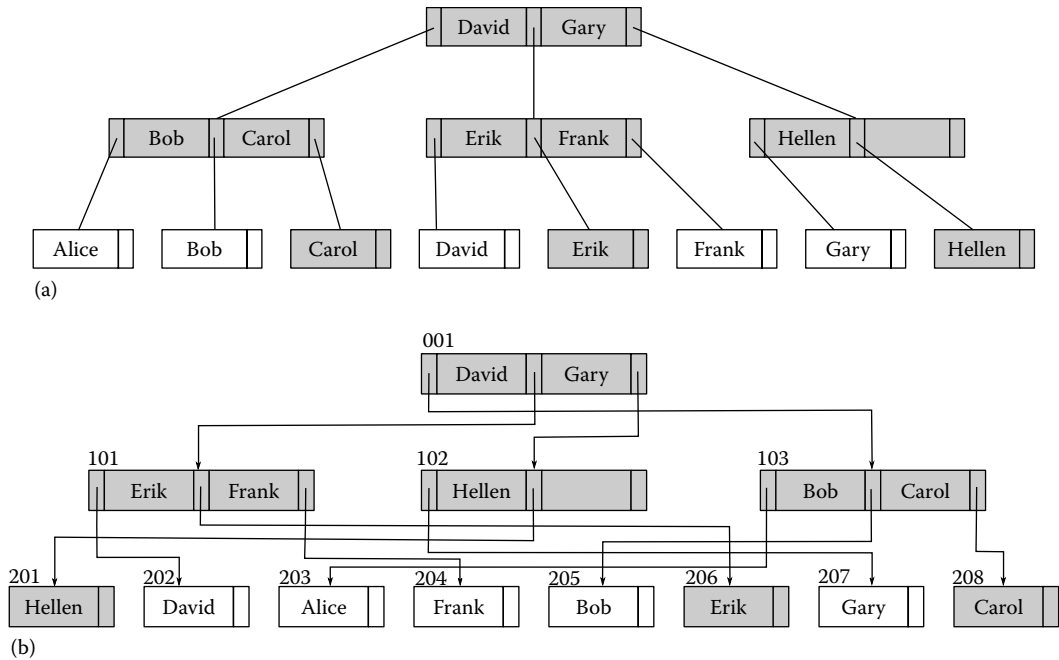 David Gary
Bob Carol Erik Frank Hellen
Alice Bob Carol David Erik Frank Gary Hellen
(a)
001
David Gary
101 102 103
Erik Frank Hellen Bob Carol
201 202 203 204 205 206 207 208
Hellen David Alice Frank Bob Erik Gary Carol
(b)